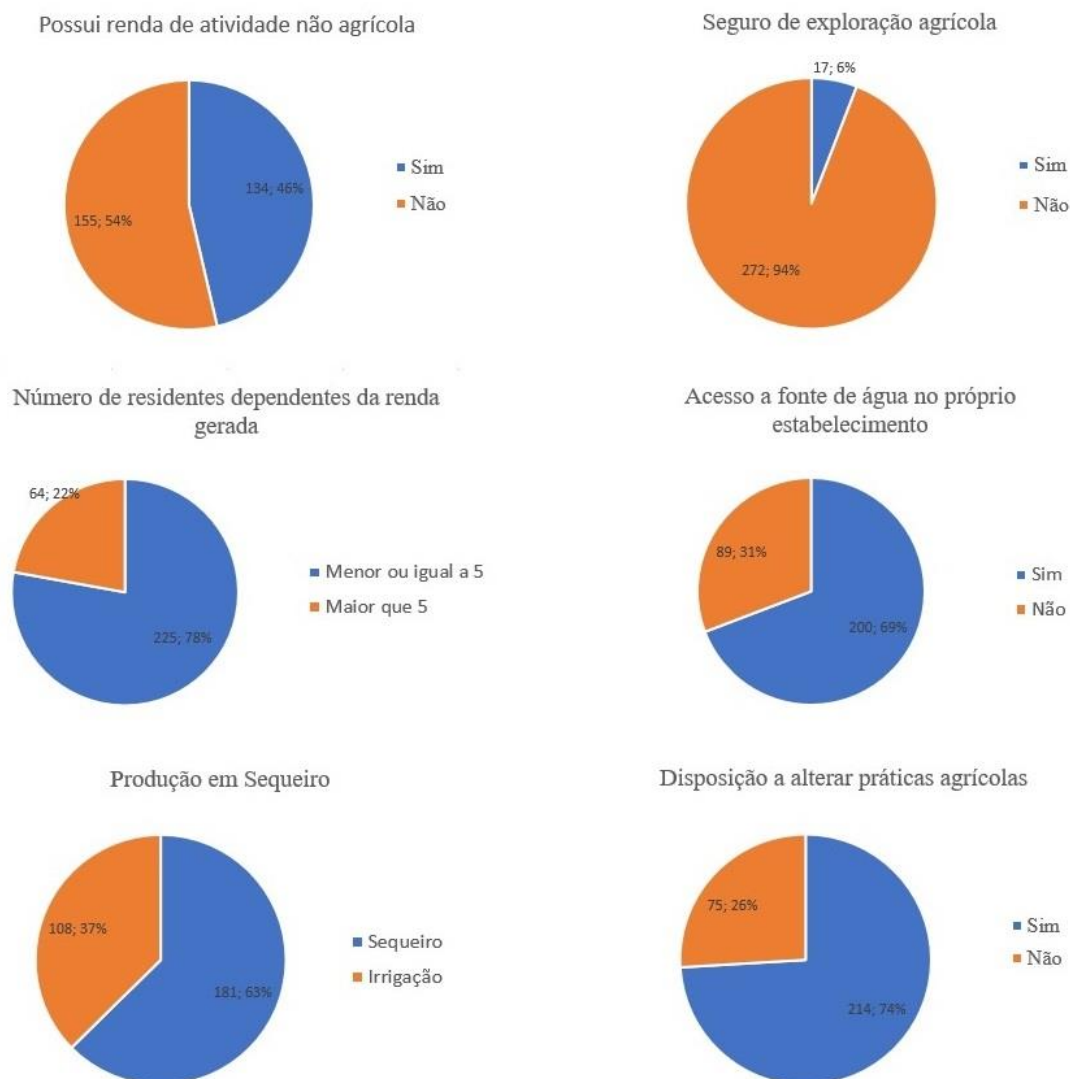 Possui renda de atividade não agrícola
134; 46%
155; 54%
Sim
Não
Seguro de exploração agrícola
17; 6%
272; 94%
Sim
Não
Número de residentes dependentes da renda
gerada
64; 22%
225; 78%
Menor ou igual a 5
Maior que 5
Acesso a fonte de água no próprio
estabelecimento
89; 31%
200; 69%
Sim
Não
Produção em Sequeiro
108; 37%
181; 63%
Sequeiro
Irrigação
Disposição a alterar práticas agrícolas
75; 26%
214; 74%
Sim
Não